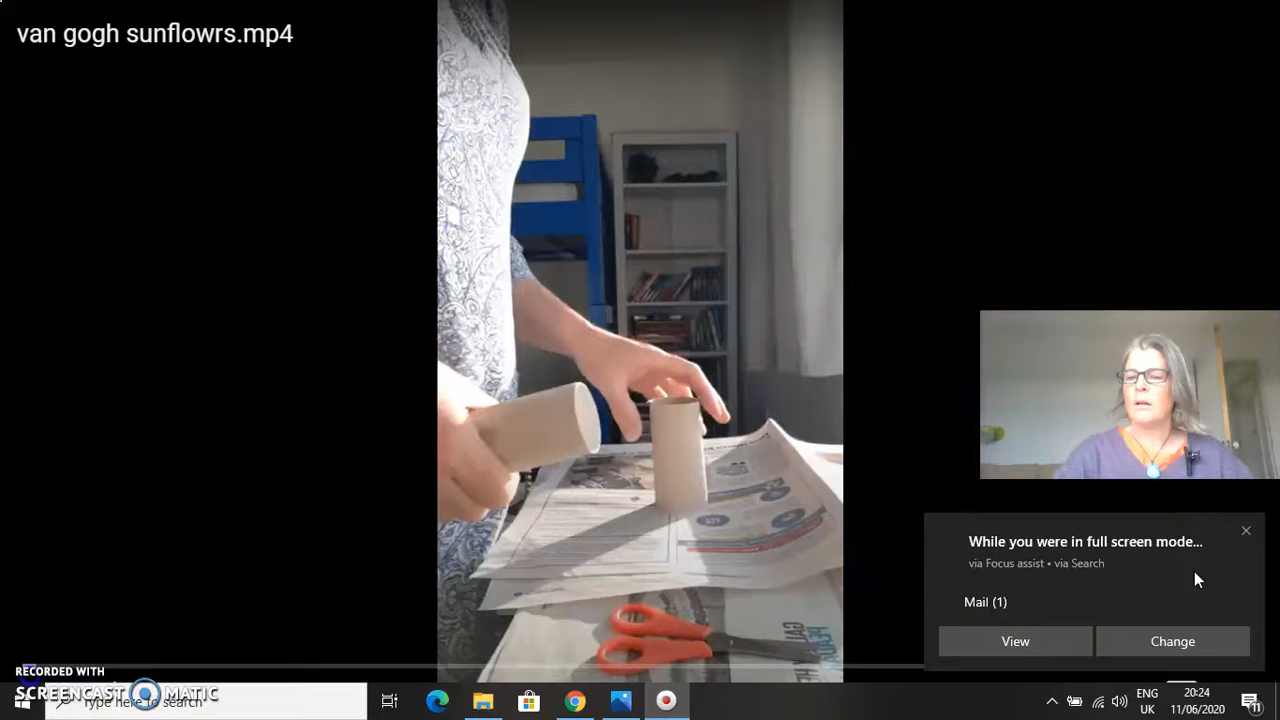 van gogh sunflowrs.mp4
While you were in full screen mode...
via Focus assist • via Search
Mail (1)
View
Change
RECORDED WITH
SCREENCAST MATIC
Type here to search
ENG
UK
20:24
11/06/2020
11